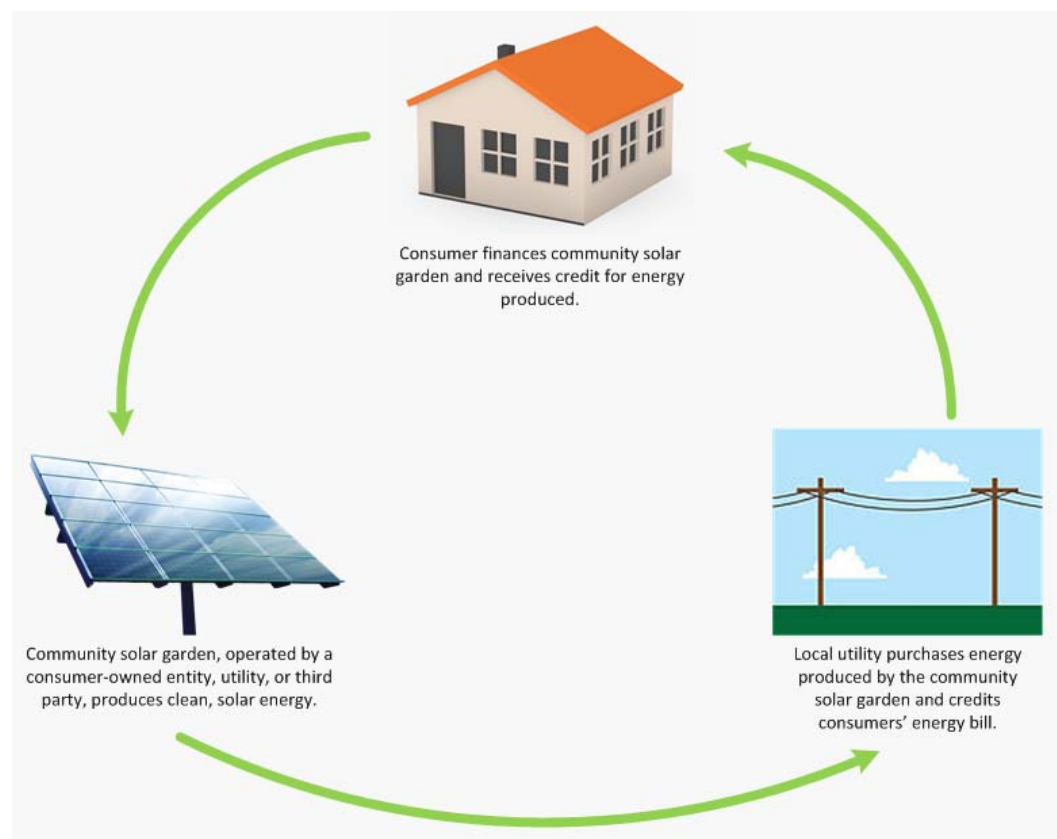 Consumer finances community solar
garden and receives credit for energy
produced.
Community solar garden, operated by a
consumer-owned entity, utility, or third
party, produces clean, solar energy.
Local utility purchases energy
produced by the community
solar garden and credits
consumers’ energy bill.